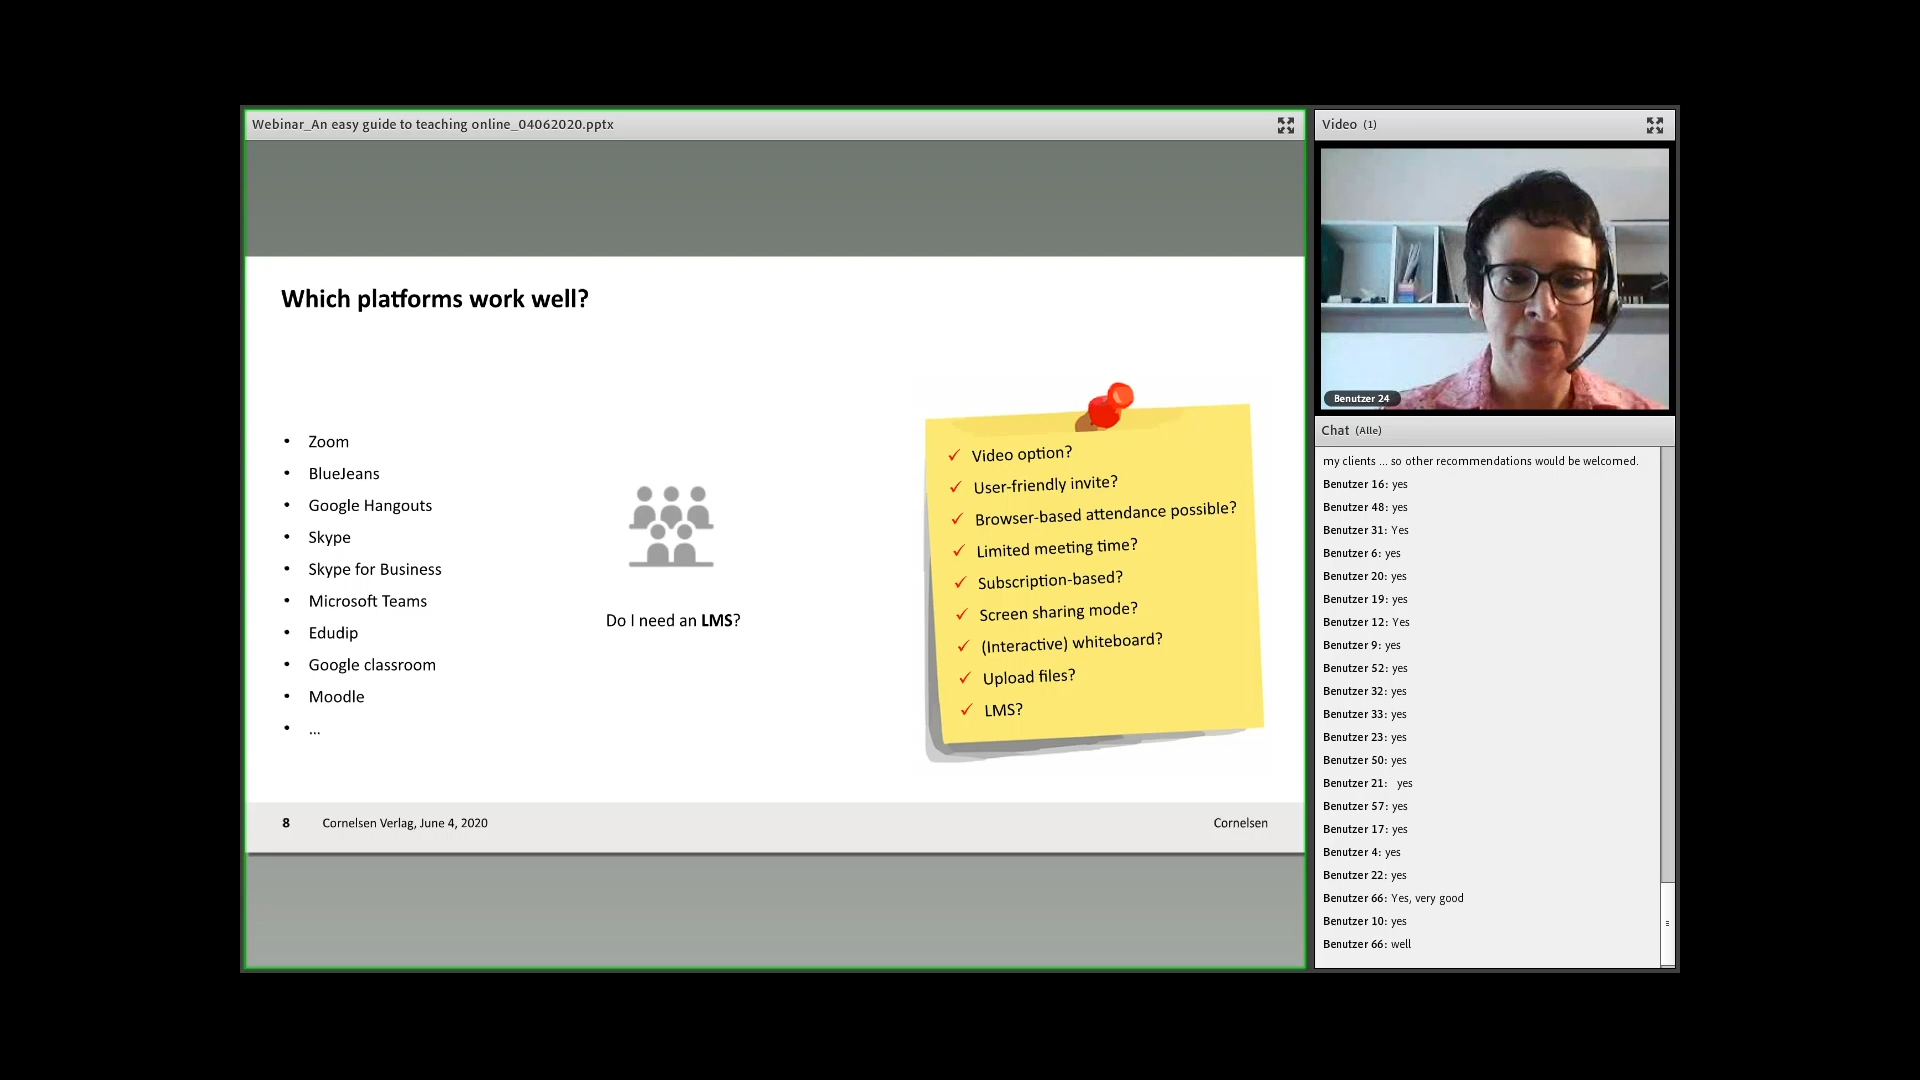 Webinar_An easy guide to teaching online_04062020.pptx
Which platforms work well?
• Zoom
• BlueJeans
• Google Hangouts
• Skype
• Skype for Business
• Microsoft Teams
• Edudip
• Google classroom
• Moodle
• ...
Do I need an LMS?
✓ Video option?
✓ User-friendly invite?
✓ Browser-based attendance possible?
✓ Limited meeting time?
✓ Subscription-based?
✓ Screen sharing mode?
✓ (Interactive) whiteboard?
✓ Upload files?
✓ LMS?
8 Cornelsen Verlag, June 4, 2020 Cornelsen
Video (1)
Benutzer 24
Chat (Alle)
my clients ... so other recommendations would be welcomed.
Benutzer 16: yes
Benutzer 48: yes
Benutzer 31: Yes
Benutzer 6: yes
Benutzer 20: yes
Benutzer 19: yes
Benutzer 12: Yes
Benutzer 9: yes
Benutzer 52: yes
Benutzer 32: yes
Benutzer 33: yes
Benutzer 23: yes
Benutzer 50: yes
Benutzer 21: yes
Benutzer 57: yes
Benutzer 17: yes
Benutzer 4: yes
Benutzer 22: yes
Benutzer 66: Yes, very good
Benutzer 10: yes
Benutzer 66: well